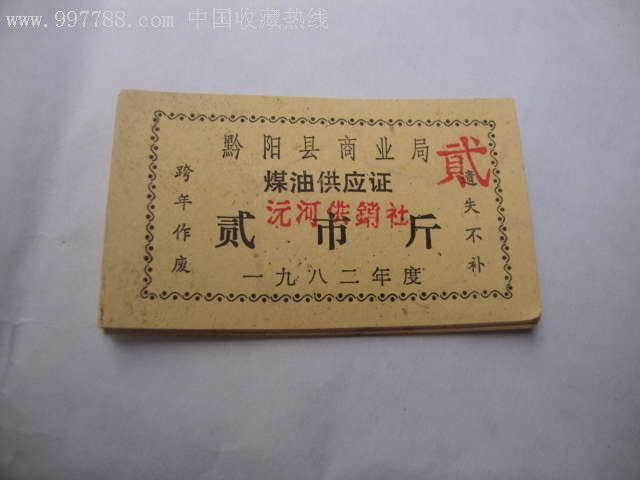 www.997788.com 中国收藏热线
黔阳县商业局
貳
煤油供应证
沅河供銷社
贰市斤
一九八二年度
跨年作废
遗失不补